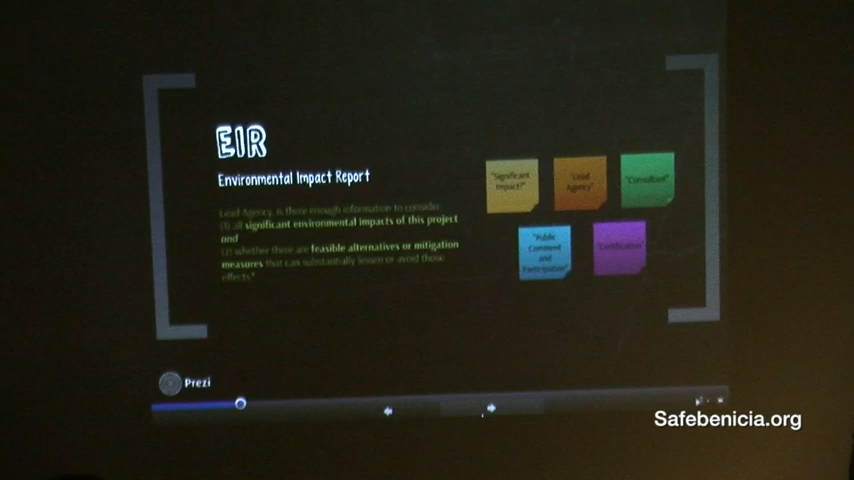 EIR
Environmental Impact Report
Lead Agency, is there enough information to consider
(1) all significant environmental impacts of this project
and
(2) whether there are feasible alternatives or mitigation
measures that can substantially lessen or avoid those
effects"
"Significant
Impact?"
"Lead
Agency"
"Consultant"
"Public
Comment
and
Participation"
"Certification"
Prezi
Safebenicia.org